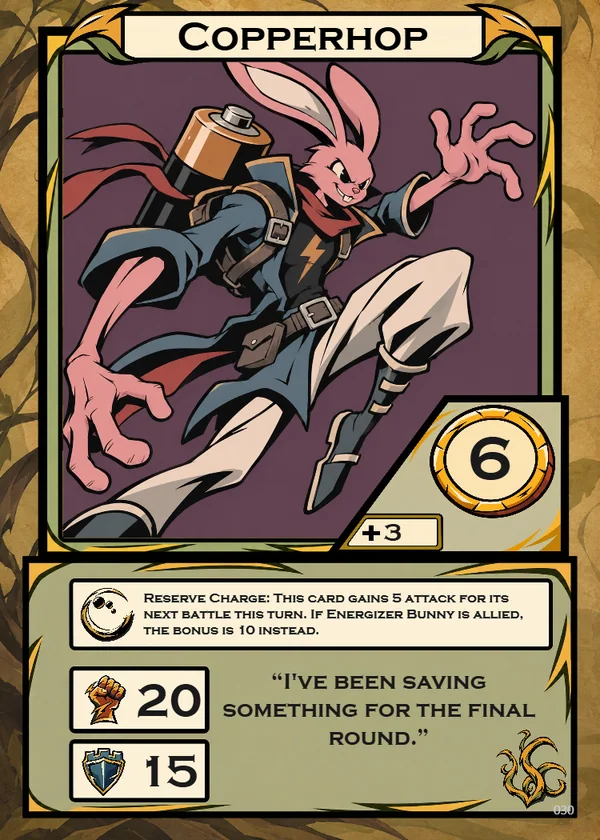 Copperhop
6
+3
Reserve Charge: This card gains 5 attack for its
next battle this turn. If Energizer Bunny is allied,
the bonus is 10 instead.
20
15
“I've been saving
something for the final
round.”
030